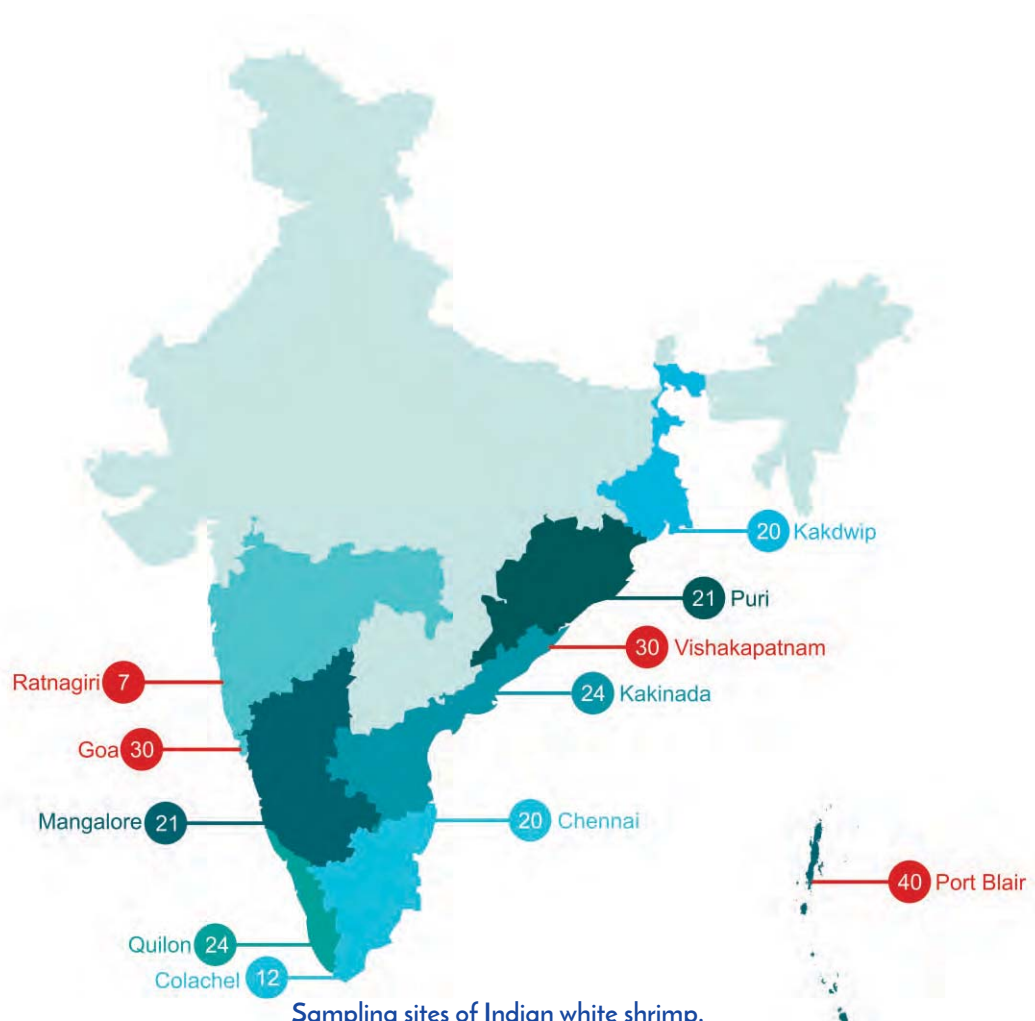 20 Kakdwip
21 Puri
30 Vishakapatnam
24 Kakinada
Ratnagiri 7
Goa 30
Mangalore 21
20 Chennai
40 Port Blair
Quilon 24
Colachel 12
Sampling sites of Indian white shrimp.